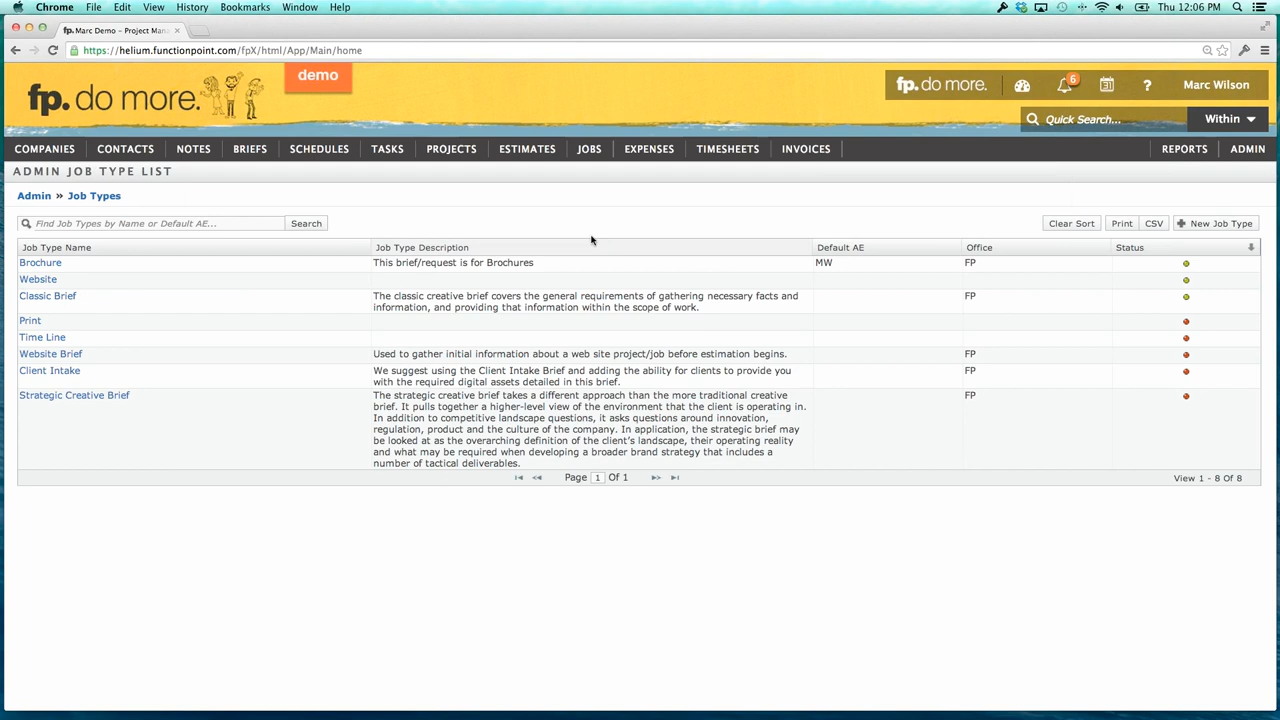 Chrome File Edit View History Bookmarks Window Help Thu 12:06 PM
fp. Marc Demo – Project Man
https://helium.functionpoint.com/fpX/html/App/Main/home
demo
fp. do more.
fp. do more. 6 ? Marc Wilson
Quick Search... Within
COMPANIES CONTACTS NOTES BRIEFS SCHEDULES TASKS PROJECTS ESTIMATES JOBS EXPENSES TIMESHEETS INVOICES REPORTS ADMIN
ADMIN JOB TYPE LIST
Admin » Job Types
Find Job Types by Name or Default AE... Search Clear Sort Print CSV New Job Type
Job Type Name Job Type Description Default AE Office Status
Brochure This brief/request is for Brochures MW FP
Website
Classic Brief The classic creative brief covers the general requirements of gathering necessary facts and FP
information, and providing that information within the scope of work.
Print
Time Line
Website Brief Used to gather initial information about a web site project/job before estimation begins. FP
Client Intake We suggest using the Client Intake Brief and adding the ability for clients to provide you FP
with the required digital assets detailed in this brief.
Strategic Creative Brief The strategic creative brief takes a different approach than the more traditional creative FP
brief. It pulls together a higher-level view of the environment that the client is operating in.
In addition to competitive landscape questions, it asks questions around innovation,
regulation, product and the culture of the company. In application, the strategic brief may
be looked at as the overarching definition of the client's landscape, their operating reality
and what may be required when developing a broader brand strategy that includes a
number of tactical deliverables.
Page 1 Of 1 View 1 - 8 Of 8